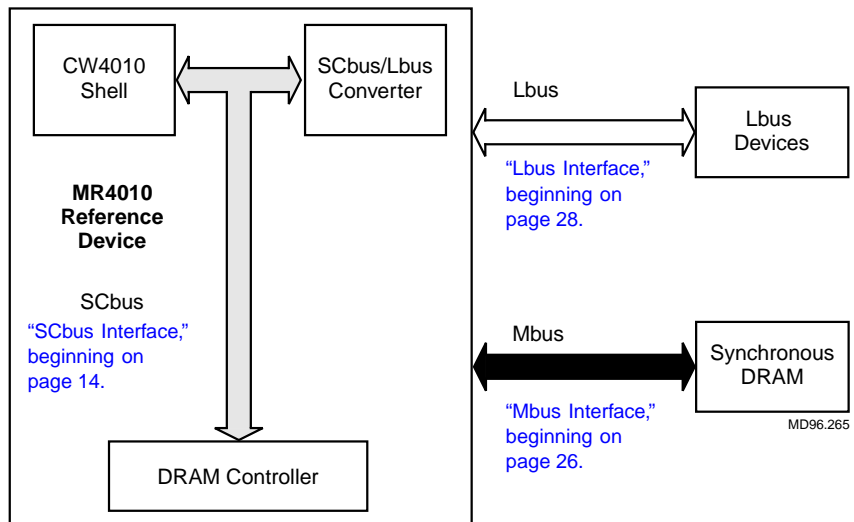 CW4010
Shell
SCbus/Lbus
Converter
Lbus
Lbus
Devices
“Lbus Interface,”
beginning on
page 28.
MR4010
Reference
Device
SCbus
“SCbus Interface,”
beginning on
page 14.
Mbus
Synchronous
DRAM
MD96.265
“Mbus Interface,”
beginning on
page 26.
DRAM Controller